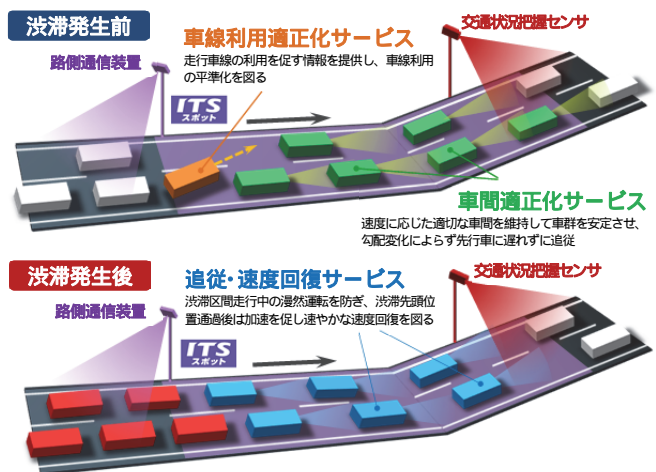 渋滞発生前
車線利用適正化サービス
走行車線の利用を促す情報を提供し、車線利用
の平準化を図る
交通状況把握センサ
路側通信装置
ITS
スポット
車間適正化サービス
速度に応じた適切な車間を維持して車群を安定させ、
勾配変化によらず先行車に遅れずに追従
渋滞発生後
追従・速度回復サービス
渋滞区間走行中の漫然運転を防ぎ、渋滞先頭位
置通過後は加速を促し速やかな速度回復を図る
交通状況把握センサ
路側通信装置
ITS
スポット